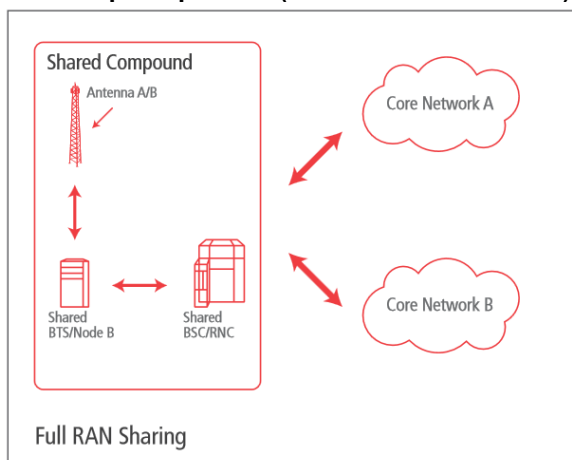 Shared Compound
Antenna A/B
Core Network A
Shared
BTS/Node B
Shared
BSC/RNC
Core Network B
Full RAN Sharing